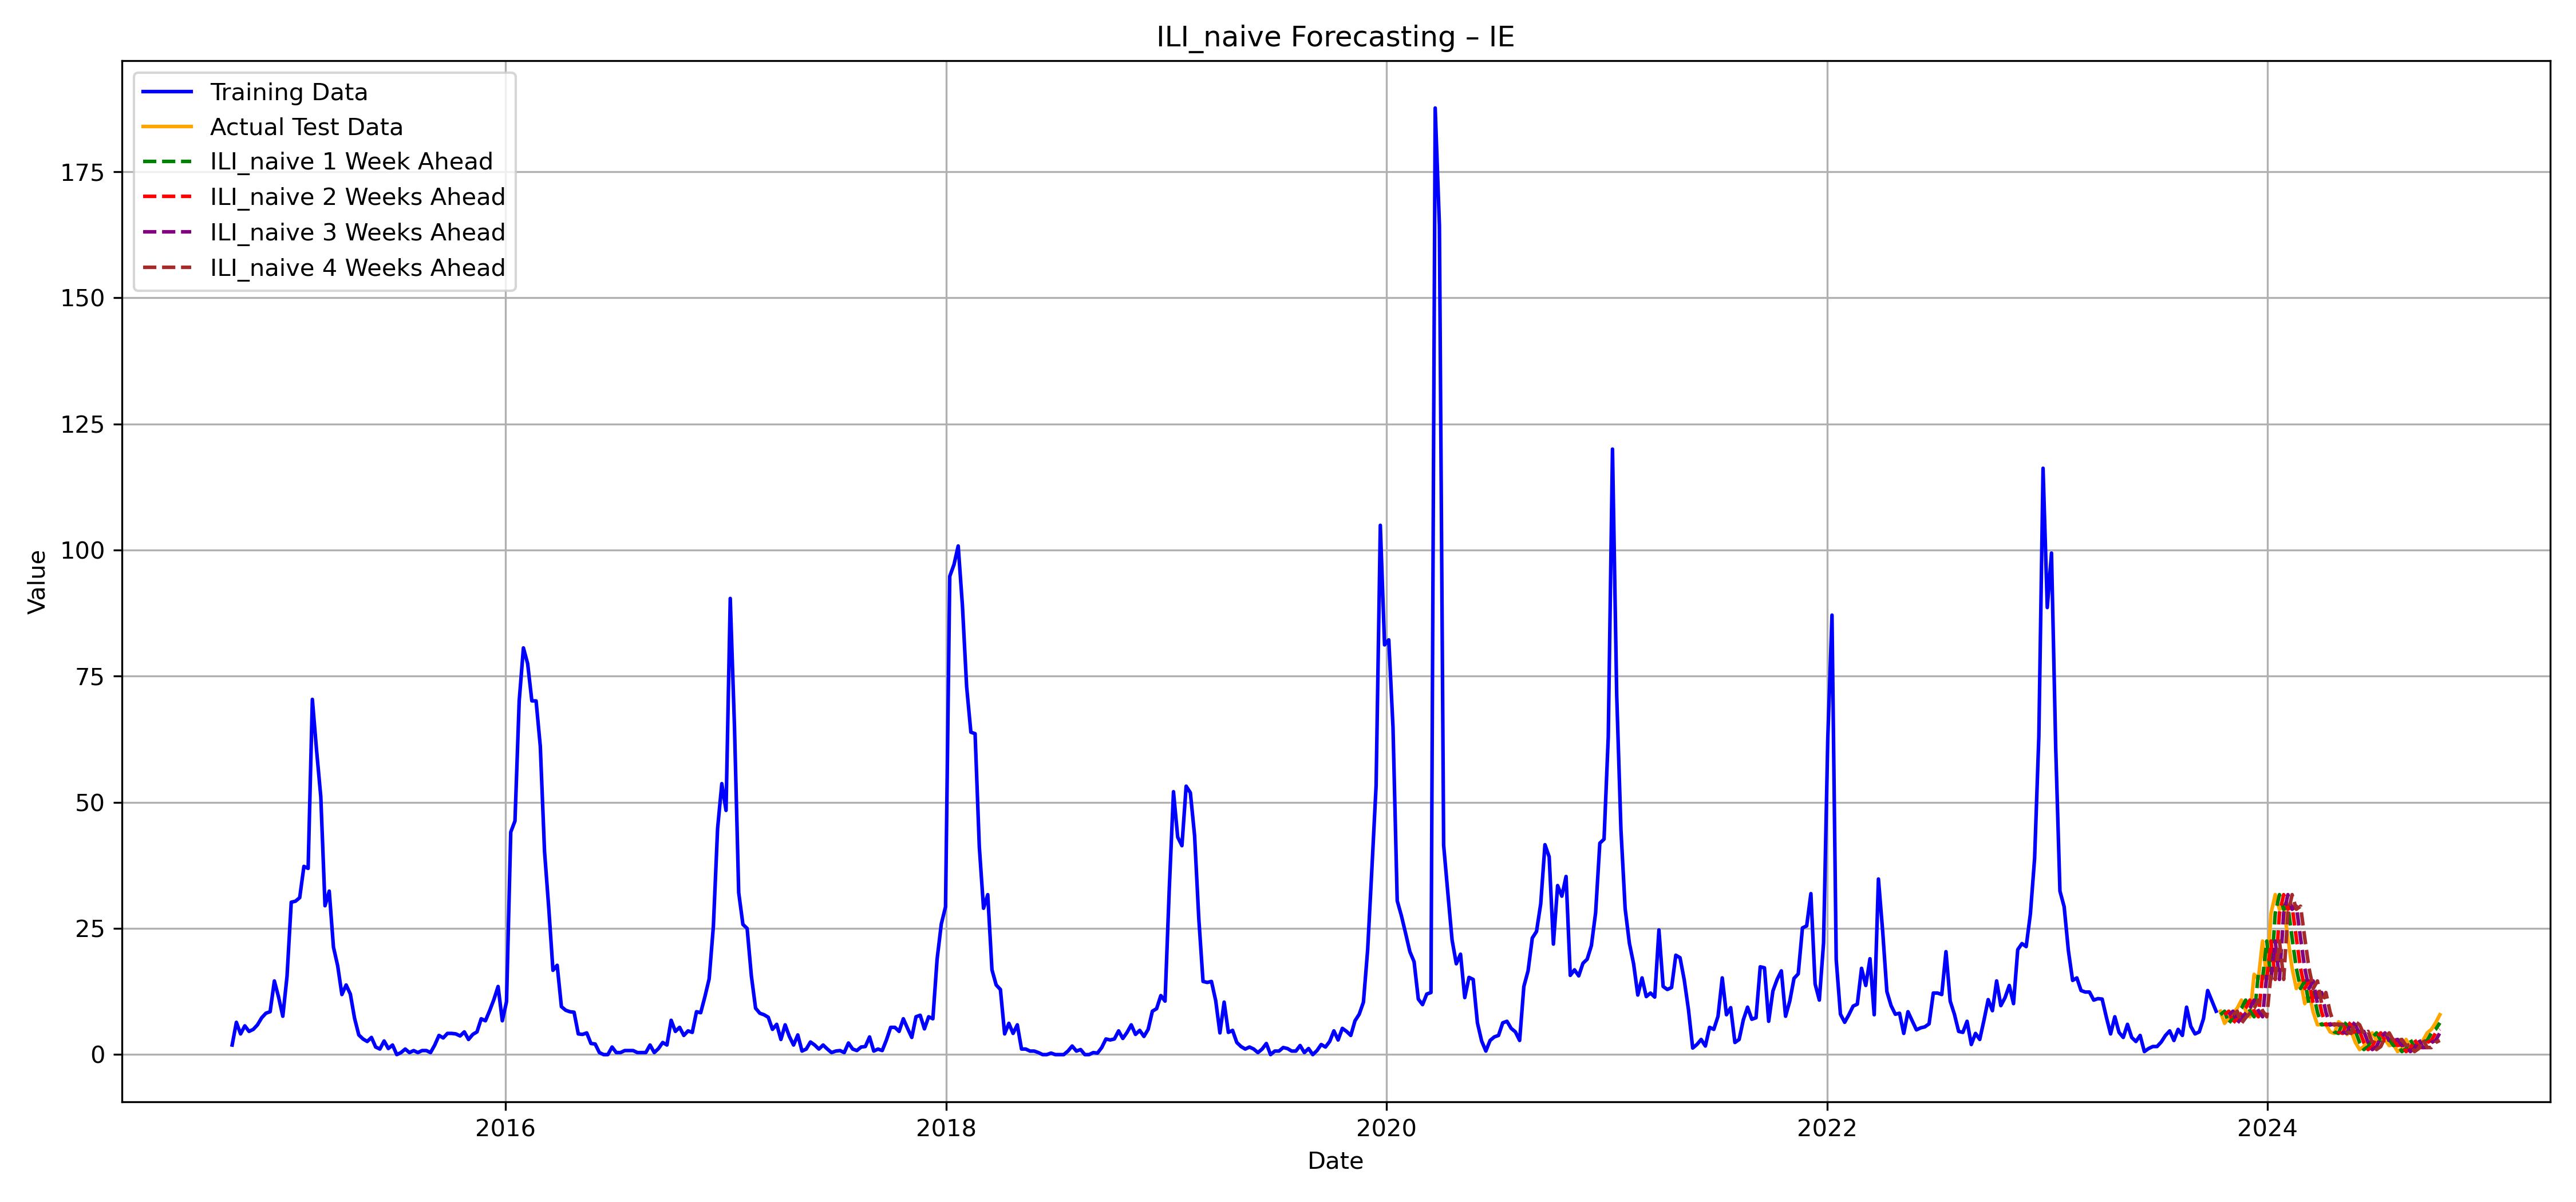 ILI_naive Forecasting – IE
Training Data
Actual Test Data
ILI_naive 1 Week Ahead
ILI_naive 2 Weeks Ahead
ILI_naive 3 Weeks Ahead
ILI_naive 4 Weeks Ahead
175
150
125
100
75
50
25
0
Value
2016
2018
2020
2022
2024
Date